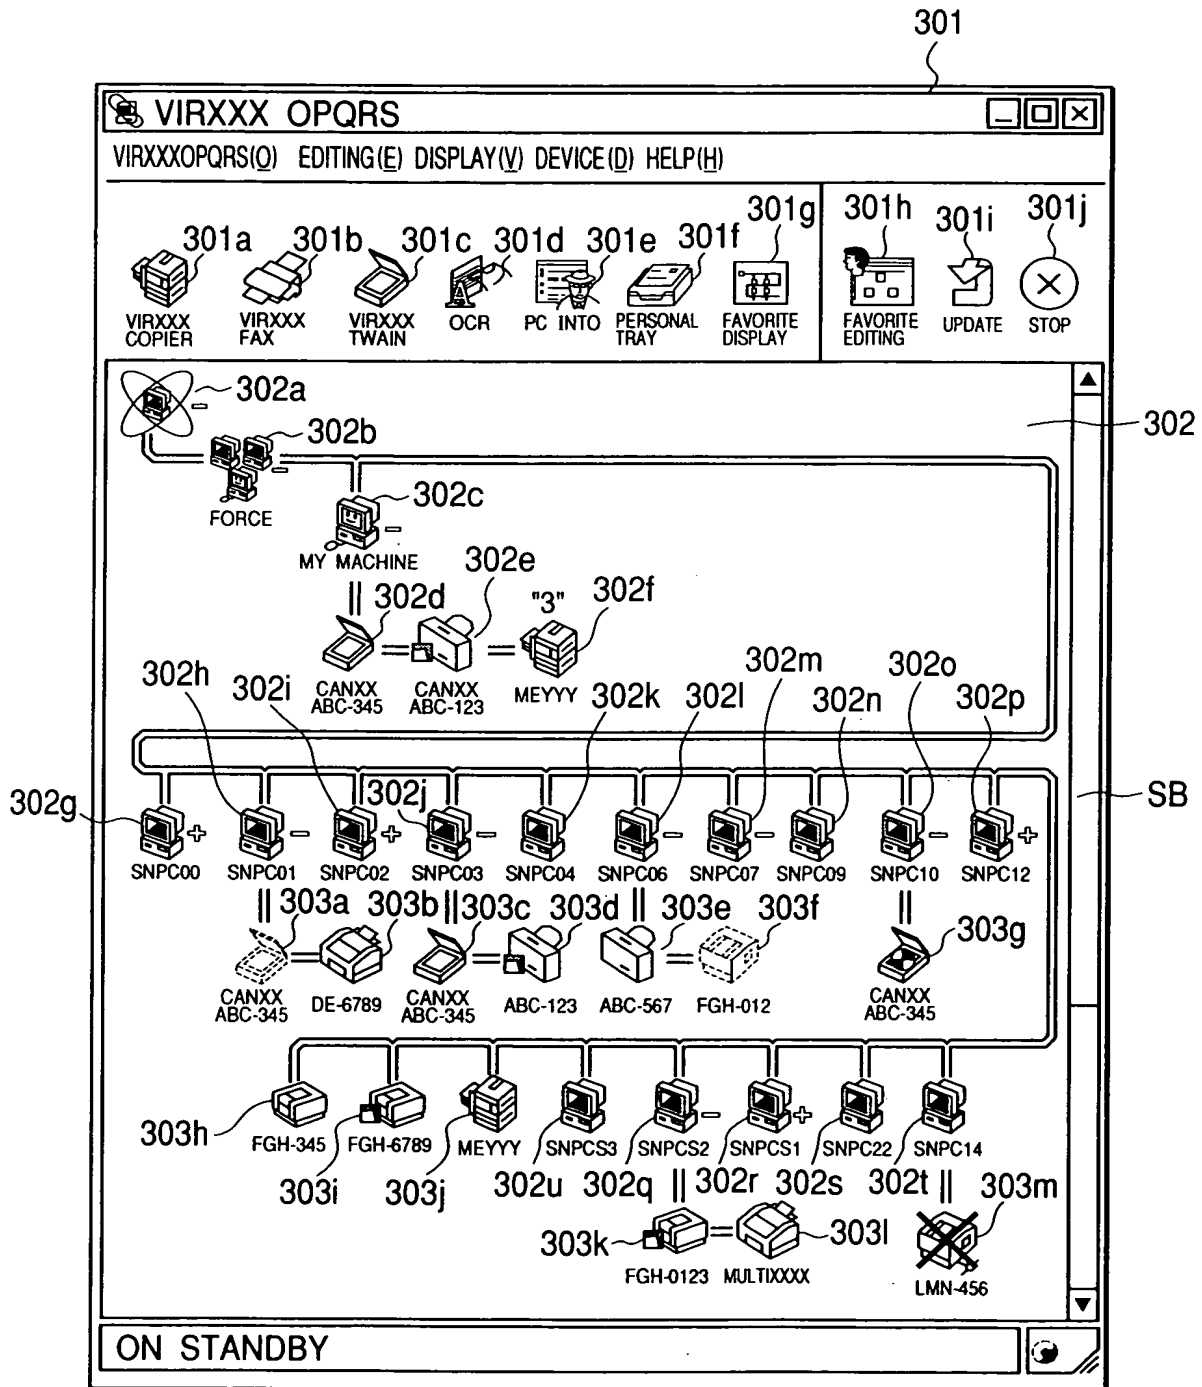 301
VIRXXX OPQRS
VIRXXXOPQRS(O) EDITING(E) DISPLAY(V) DEVICE(D) HELP(H)
301a 301b 301c 301d 301e 301f 301g 301h 301i 301j
VIRXXX COPIER
VIRXXX FAX
VIRXXX TWAIN
OCR
PC INTO
PERSONAL TRAY
FAVORITE DISPLAY
FAVORITE EDITING
UPDATE
STOP
302a
302b
302
FORCE
302c
MY MACHINE
302d 302e "3" 302f
CANXX ABC-345
CANXX ABC-123
MEYYY
302h 302i 302k 302l 302m 302n 302o 302p
302g 302j SB
SNPC00 SNPC01 SNPC02 SNPC03 SNPC04 SNPC06 SNPC07 SNPC09 SNPC10 SNPC12
303a 303b 303c 303d 303e 303f 303g
CANXX ABC-345
DE-6789
CANXX ABC-345
ABC-123
ABC-567
FGH-012
CANXX ABC-345
303h FGH-345 FGH-6789 MEYYY SNPCS3 SNPCS2 SNPCS1 SNPC22 SNPC14
303i 303j 302u 302q 302r 302s 302t 303m
303k 303l
FGH-0123 MULTIXXXX LMN-456
ON STANDBY